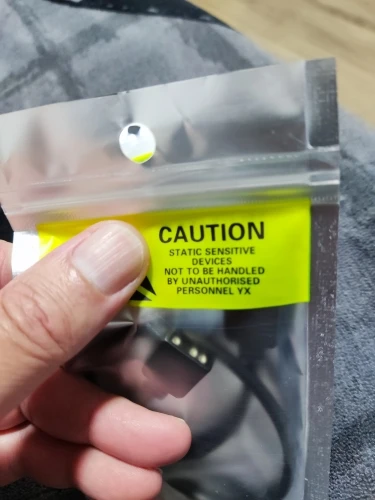 CAUTION
STATIC SENSITIVE
DEVICES
NOT TO BE HANDLED
BY UNAUTHORISED
PERSONNEL YX